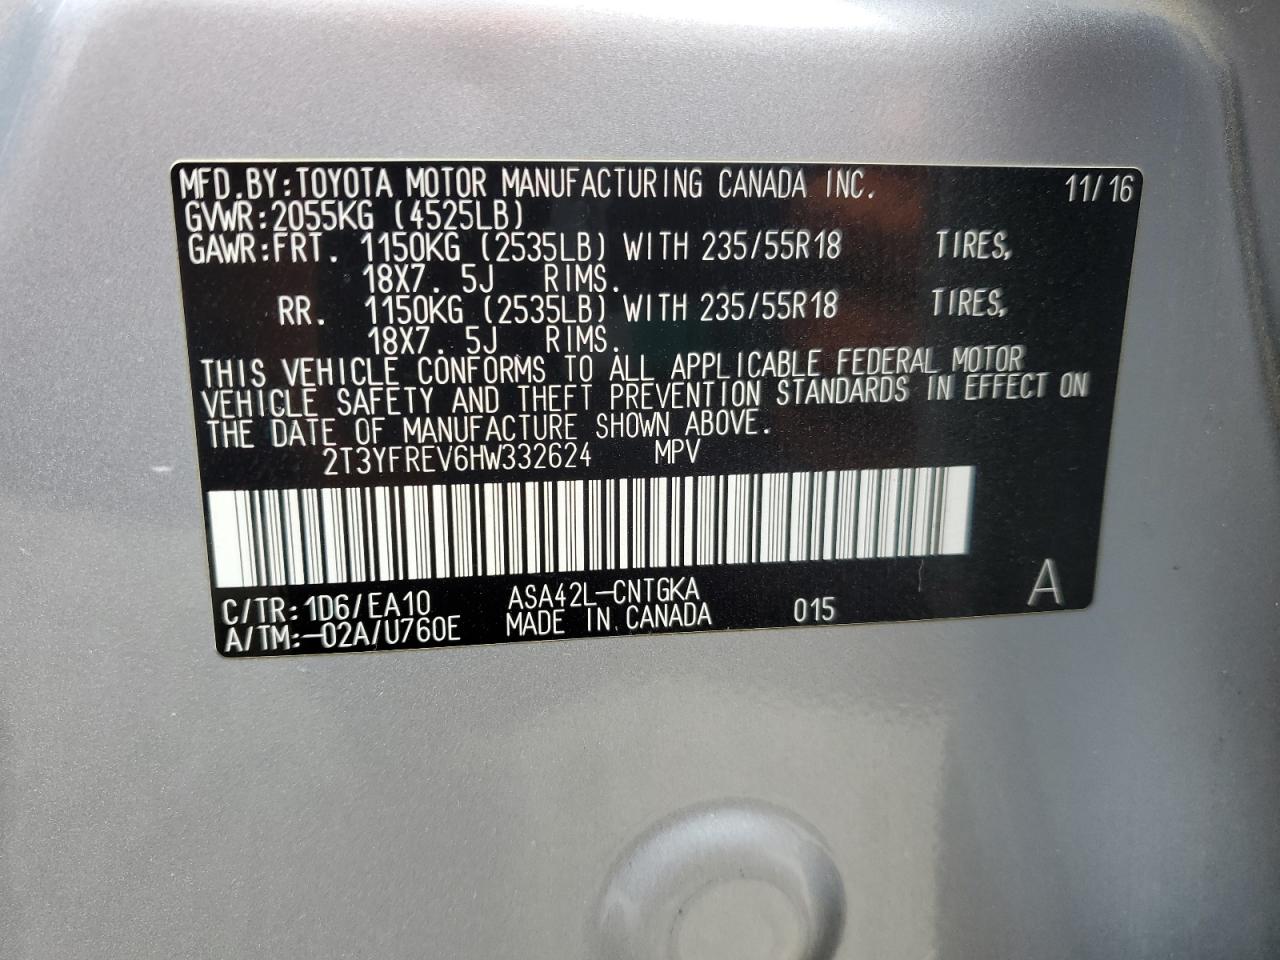 MFD.BY:TOYOTA MOTOR MANUFACTURING CANADA INC. 11/16
GVWR:2055KG (4525LB)
GAWR:FRT. 1150KG (2535LB) WITH 235/55R18 TIRES,
18X7.5J RIMS.
RR. 1150KG (2535LB) WITH 235/55R18 TIRES,
18X7.5J RIMS.
THIS VEHICLE CONFORMS TO ALL APPLICABLE FEDERAL MOTOR
VEHICLE SAFETY AND THEFT PREVENTION STANDARDS IN EFFECT ON
THE DATE OF MANUFACTURE SHOWN ABOVE.
2T3YFREV6HW332624 MPV
C/TR:1D6/EA10 ASA42L-CNTGKA 015 A
A/TM:-02A/U760E MADE IN CANADA